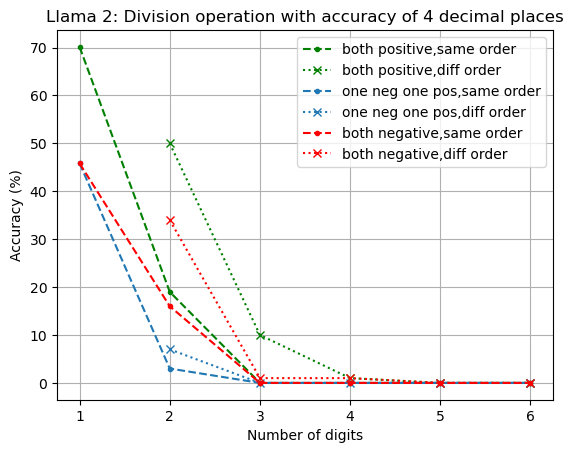 Llama 2: Division operation with accuracy of 4 decimal places
70
60
50
40
30
20
10
0
Accuracy (%)
both positive,same order
both positive,diff order
one neg one pos,same order
one neg one pos,diff order
both negative,same order
both negative,diff order
1 2 3 4 5 6
Number of digits